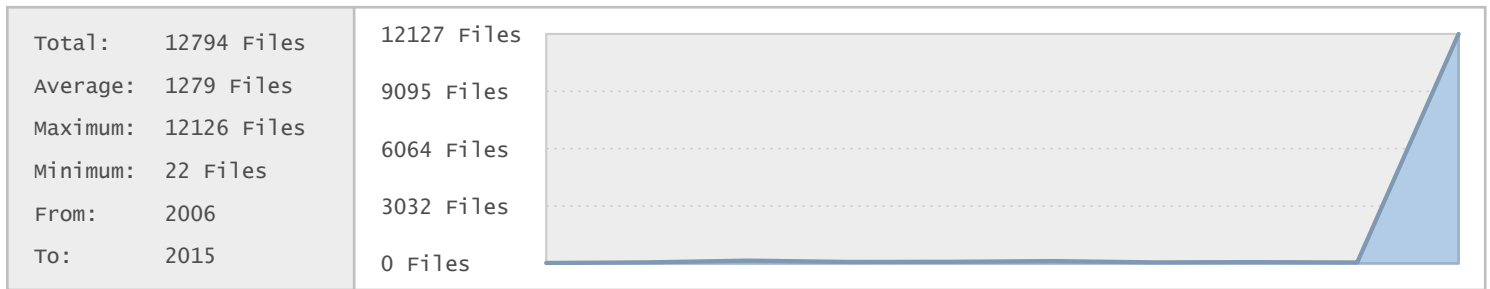 Total: 12794 Files
Average: 1279 Files
Maximum: 12126 Files
Minimum: 22 Files
From: 2006
To: 2015
12127 Files
9095 Files
6064 Files
3032 Files
0 Files